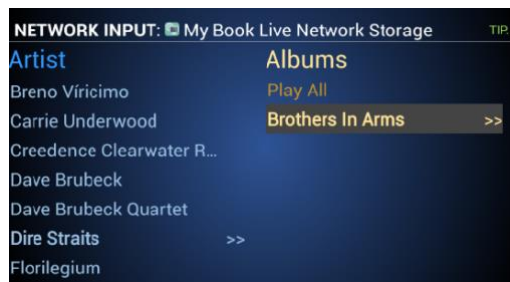 NETWORK INPUT: My Book Live Network Storage
TIP.
Artist
Breno Víricimo
Carrie Underwood
Creedence Clearwater R...
Dave Brubeck
Dave Brubeck Quartet
Dire Straits >>
Florilegium
Albums
Play All
Brothers In Arms >>